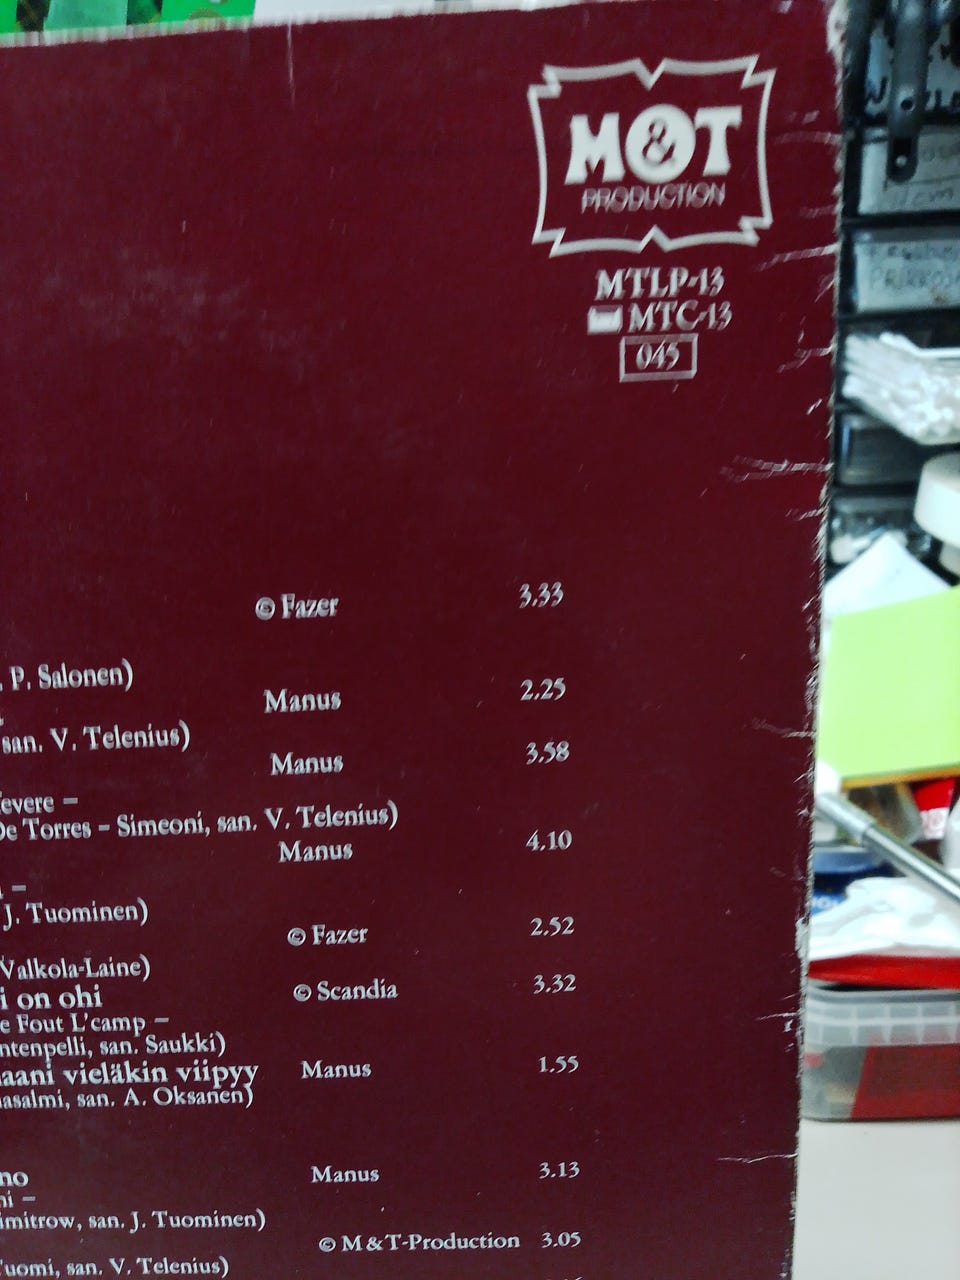 M&T
PRODUCTION
MTLP-13
MTC-13
045
© Fazer 3.33
. P. Salonen)
Manus 2.25
san. V. Telenius)
Manus 3.58
evere –
De Torres – Simeoni, san. V. Telenius)
Manus 4.10
–
J. Tuominen)
© Fazer 2.52
Valkola-Laine)
i on ohi © Scandia 3.32
e Fout L'camp –
ntenpelli, san. Saukki)
aani vieläkin viipyy Manus 1.55
asalmi, san. A. Oksanen)
no Manus 3.13
ni –
imitrow, san. J. Tuominen)
© M&T-Production 3.05
Tuomi, san. V. Telenius)